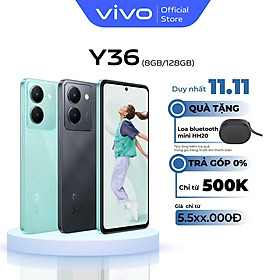 vivo Official Store
Y36 (8GB/128GB)
Duy nhất 11.11
QUÀ TẶNG
Loa bluetooth
mini HH20
TRẢ GÓP 0%
Chỉ từ 500K
Giá chỉ từ
5.5xx.000Đ